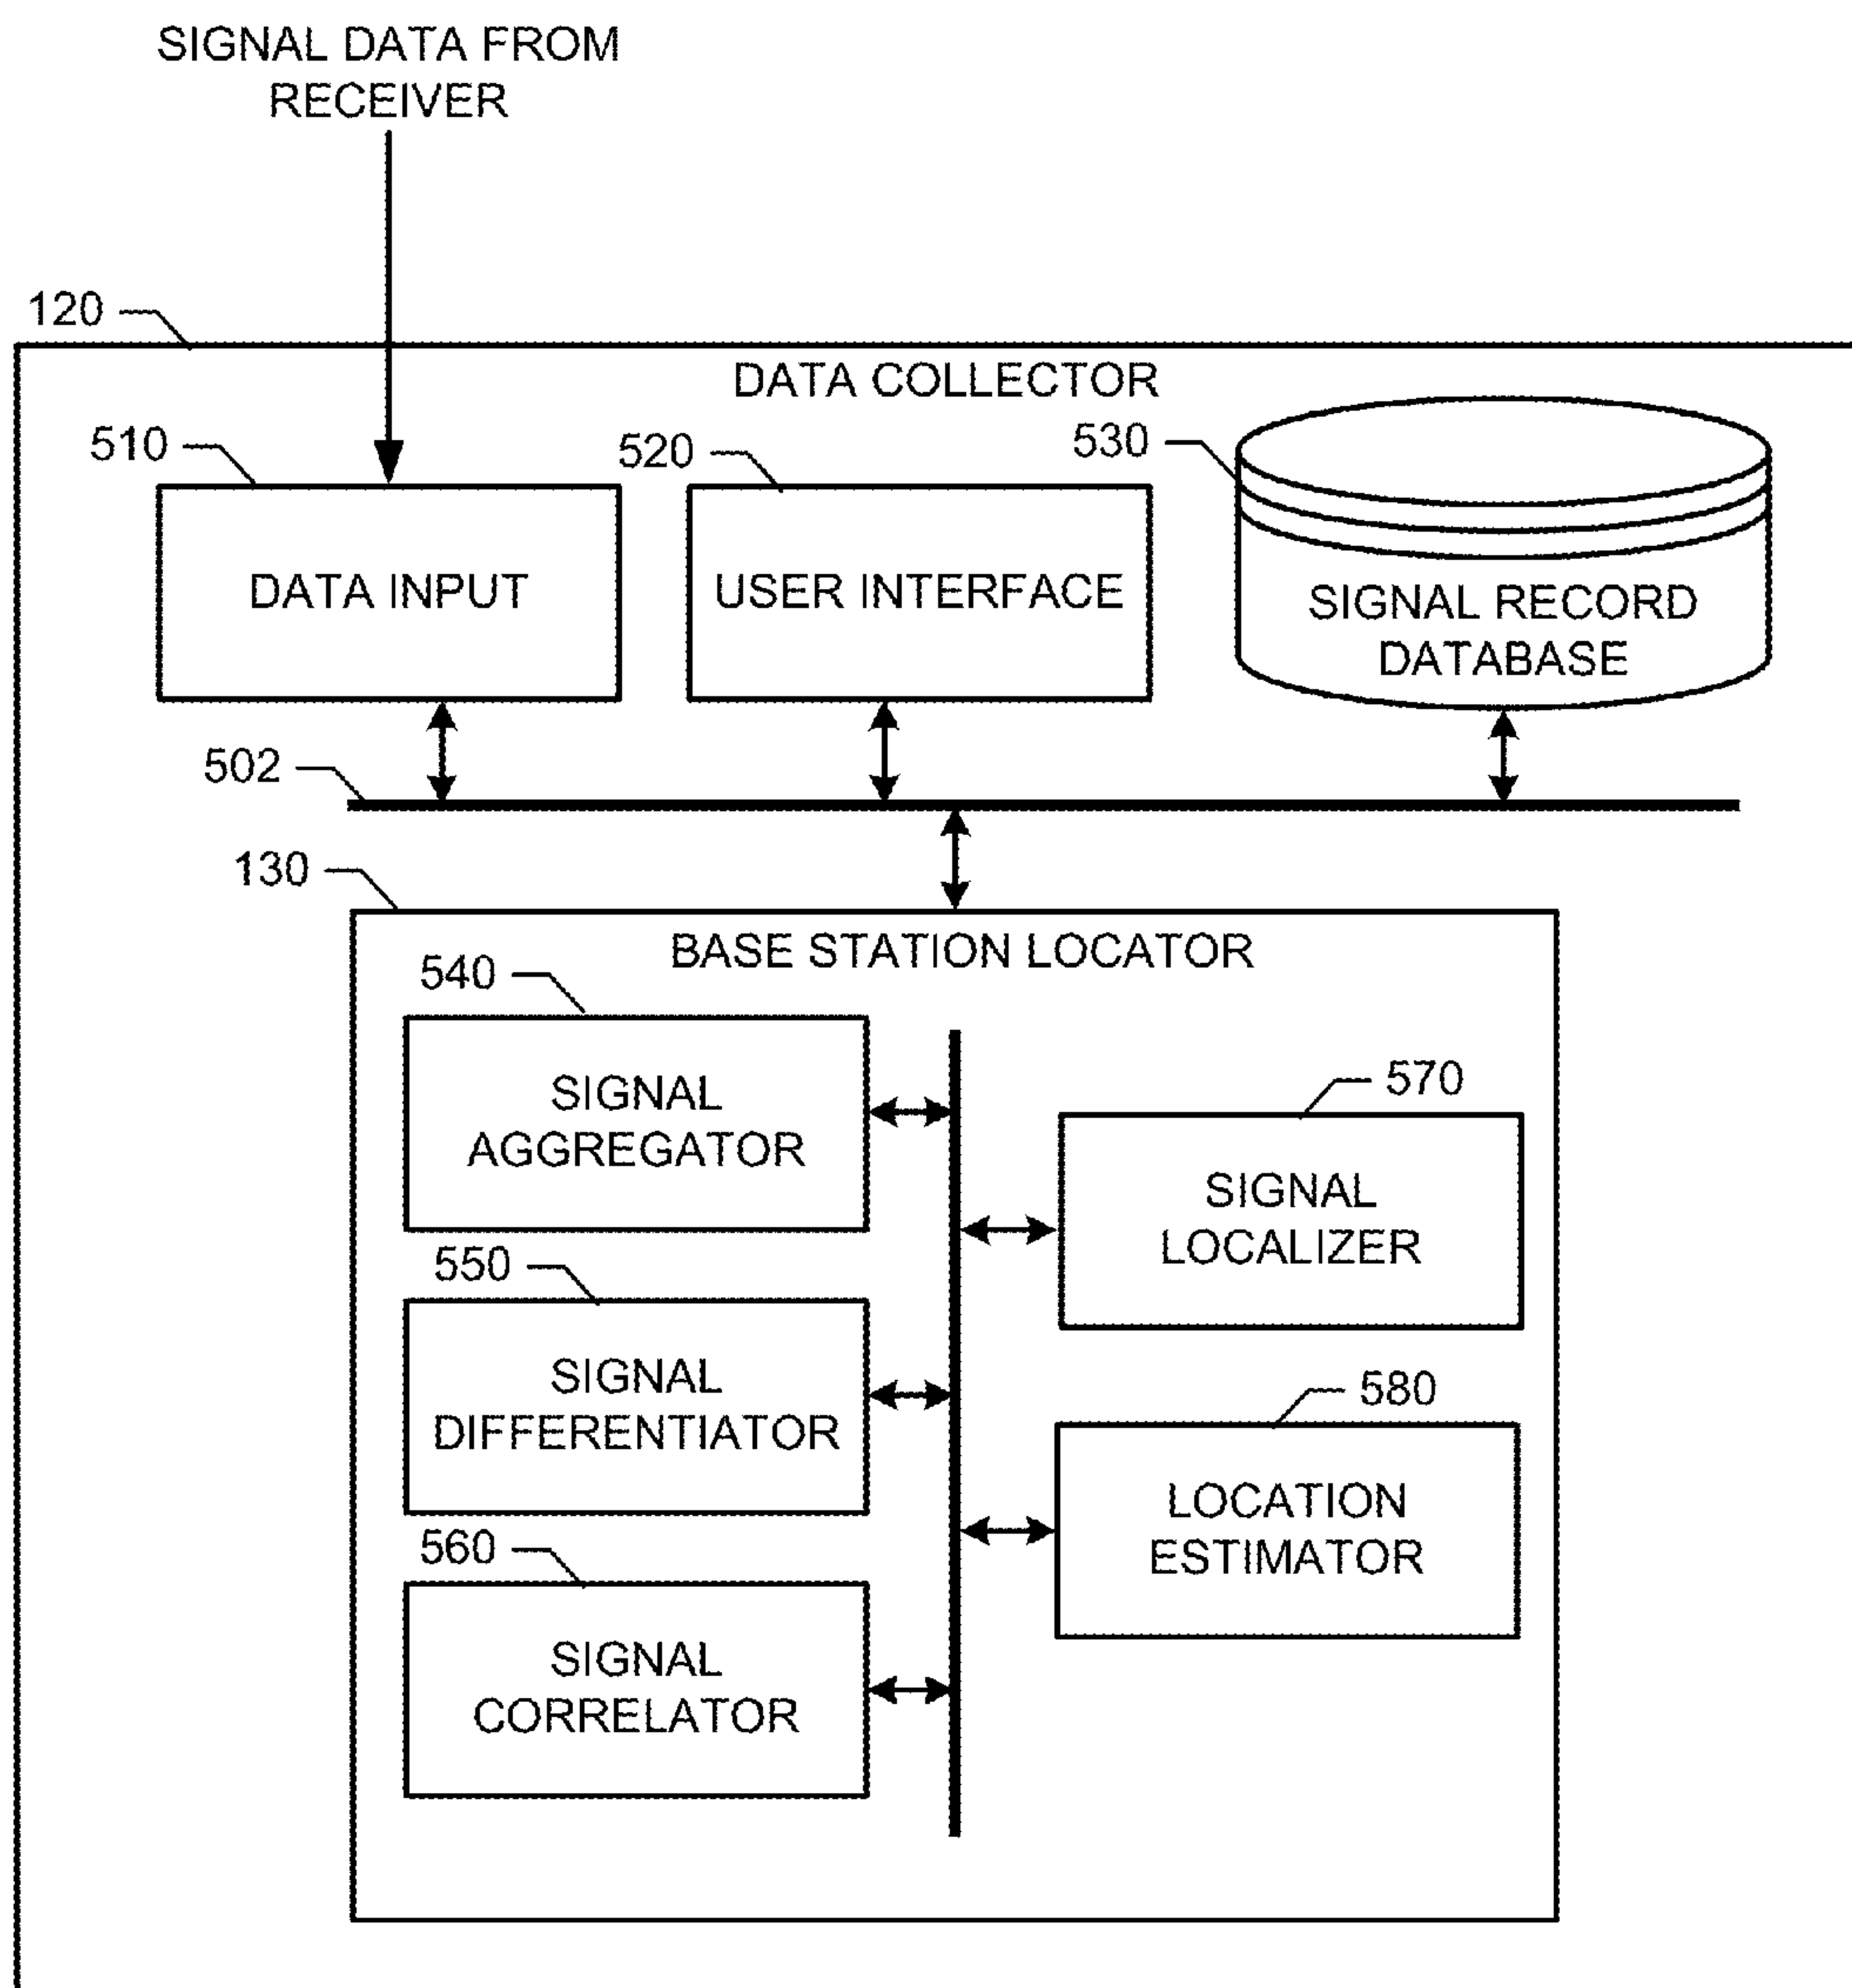 SIGNAL DATA FROM
RECEIVER
120
DATA COLLECTOR
510
520
530
DATA INPUT
USER INTERFACE
SIGNAL RECORD
DATABASE
502
130
BASE STATION LOCATOR
540
SIGNAL
AGGREGATOR
570
SIGNAL
LOCALIZER
550
SIGNAL
DIFFERENTIATOR
580
LOCATION
ESTIMATOR
560
SIGNAL
CORRELATOR